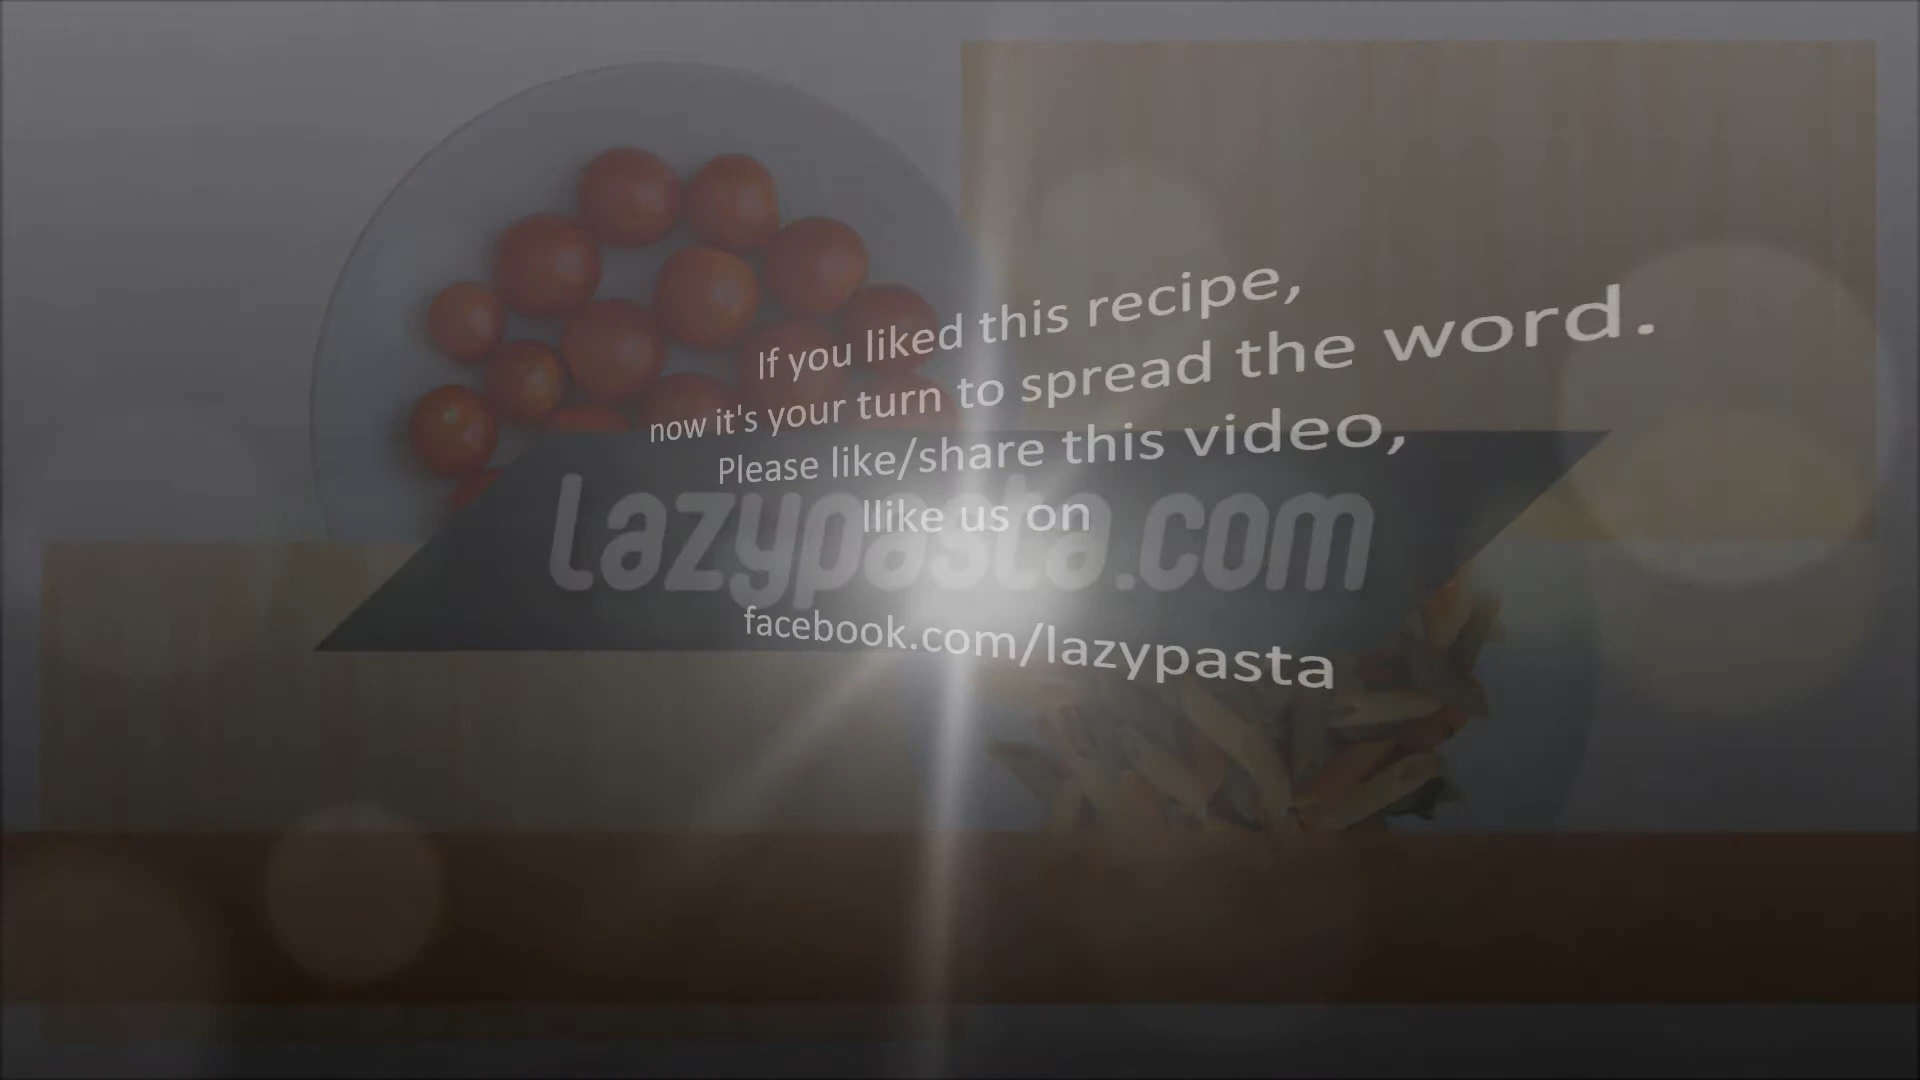 If you liked this recipe,
now it's your turn to spread the word.
Please like/share this video,
llike us on
lazypasta.com
facebook.com/lazypasta